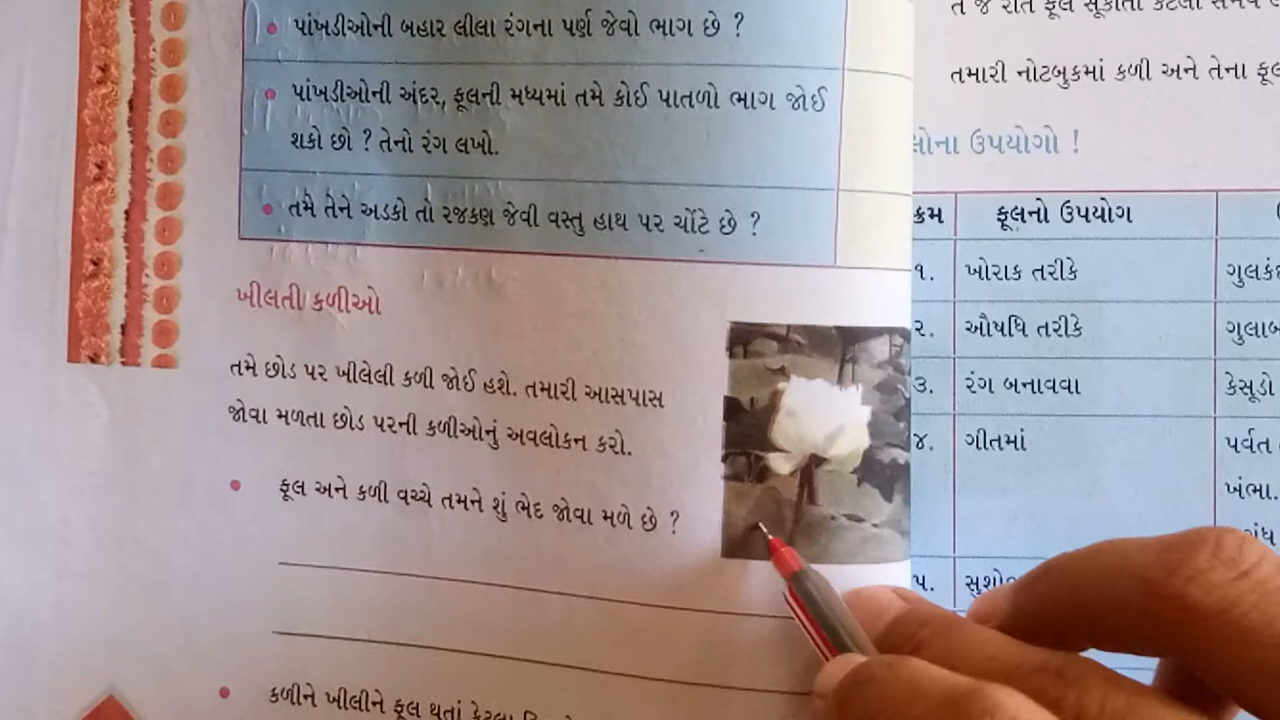 પાંખડીઓની બહાર લીલા રંગના પર્ણ જેવો ભાગ છે ?
પાંખડીઓની અંદર, ફૂલની મધ્યમાં તમે કોઈ પાતળો ભાગ જોઈ
શકો છો ? તેનો રંગ લખો.
તમે તેને અડકો તો રજકણ જેવી વસ્તુ હાથ પર ચોંટે છે ?
ખીલતી કળીઓ
તમે છોડ પર ખીલેલી કળી જોઈ હશે. તમારી આસપાસ
જોવા મળતા છોડ પરની કળીઓનું અવલોકન કરો.
ફૂલ અને કળી વચ્ચે તમને શું ભેદ જોવા મળે છે ?
કળીને ખીલીને ફૂલ થતાં
તમારી નોટબુકમાં કળી અને તેના
ઉપયોગો !
ક્રમ ફૂલનો ઉપયોગ
૧. ખોરાક તરીકે
૨. ઔષધિ તરીકે
૩. રંગ બનાવવા કેસૂડો
૪. ગીતમાં પર્વત
ખંભા.
૫.